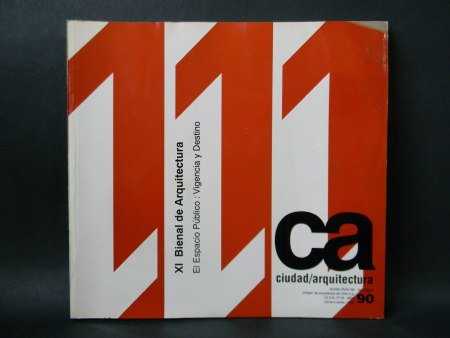 XI Bienal de Arquitectura
El Espacio Público : Vigencia y Destino
ca
ciudad/arquitectura
90